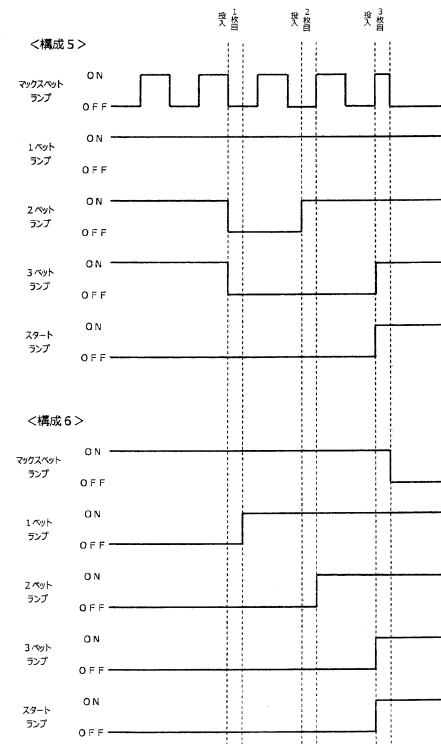 1枚目
投入
2枚目
投入
3枚目
投入
＜構成５＞
マックスベット
ランプ
ON
OFF
1ベット
ランプ
ON
OFF
2ベット
ランプ
ON
OFF
3ベット
ランプ
ON
OFF
スタート
ランプ
ON
OFF
＜構成６＞
マックスベット
ランプ
ON
OFF
1ベット
ランプ
ON
OFF
2ベット
ランプ
ON
OFF
3ベット
ランプ
ON
OFF
スタート
ランプ
ON
OFF